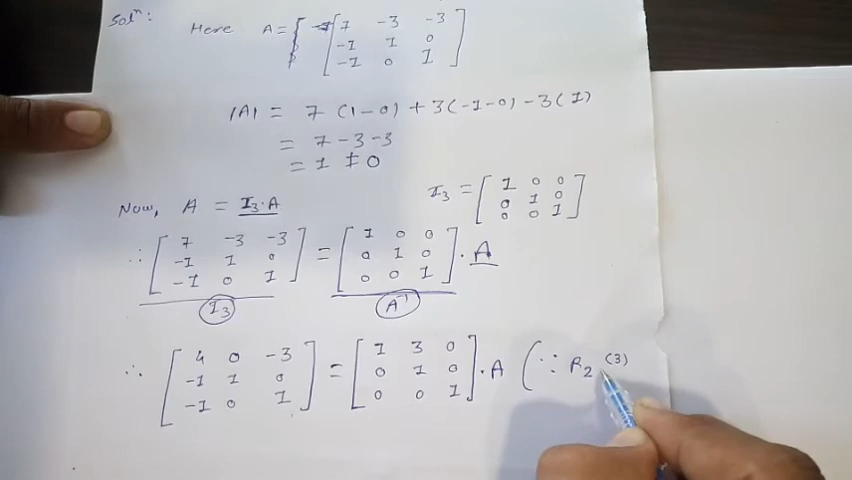 Solⁿ:
Here A = [ 7 -3 -3
-1 1 0
-1 0 1 ]
|A| = 7 (1-0) + 3(-1-0) - 3(1)
= 7 - 3 - 3
= 1 ≠ 0
Now, A = I₃·A I₃ = [ 1 0 0
0 1 0
0 0 1 ]
∴ [ 7 -3 -3
-1 1 0
-1 0 1 ] = [ 1 0 0
0 1 0
0 0 1 ] · A
I₃ A⁻¹
∴ [ 4 0 -3
-1 1 0
-1 0 1 ] = [ 1 3 0
0 1 0
0 0 1 ] · A (∵ R₂ (3)